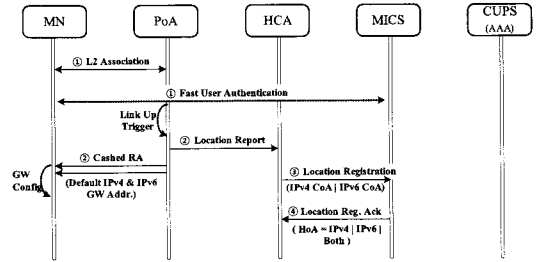 MN
PoA
HCA
MICS
CUPS
(AAA)
① L2 Association
① Fast User Authentication
Link Up
Trigger
② Location Report
② Cashed RA
(Default IPv4 & IPv6
GW Addr.)
GW
Config
③ Location Registration
(IPv4 CoA | IPv6 CoA)
④ Location Reg. Ack
( HoA = IPv4 | IPv6 |
Both )